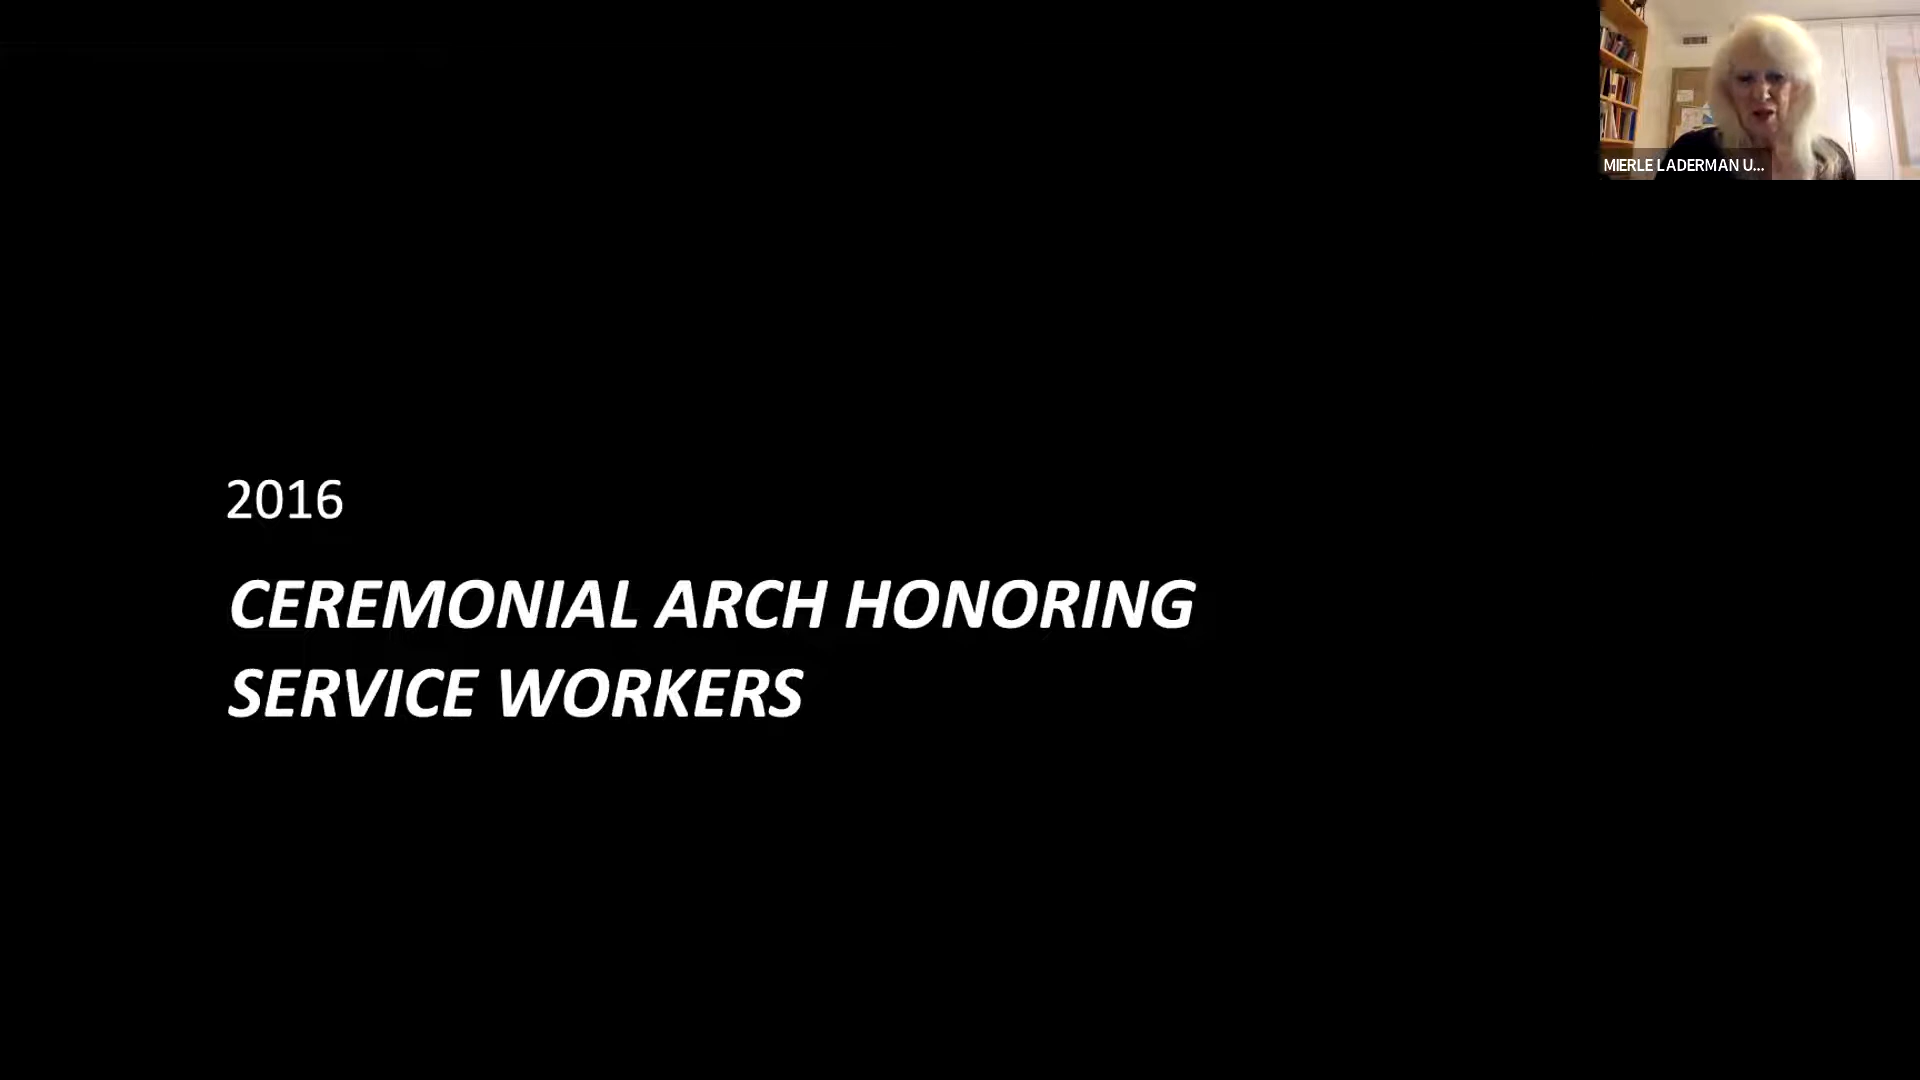 MIERLE LADERMAN U...
2016
CEREMONIAL ARCH HONORING
SERVICE WORKERS